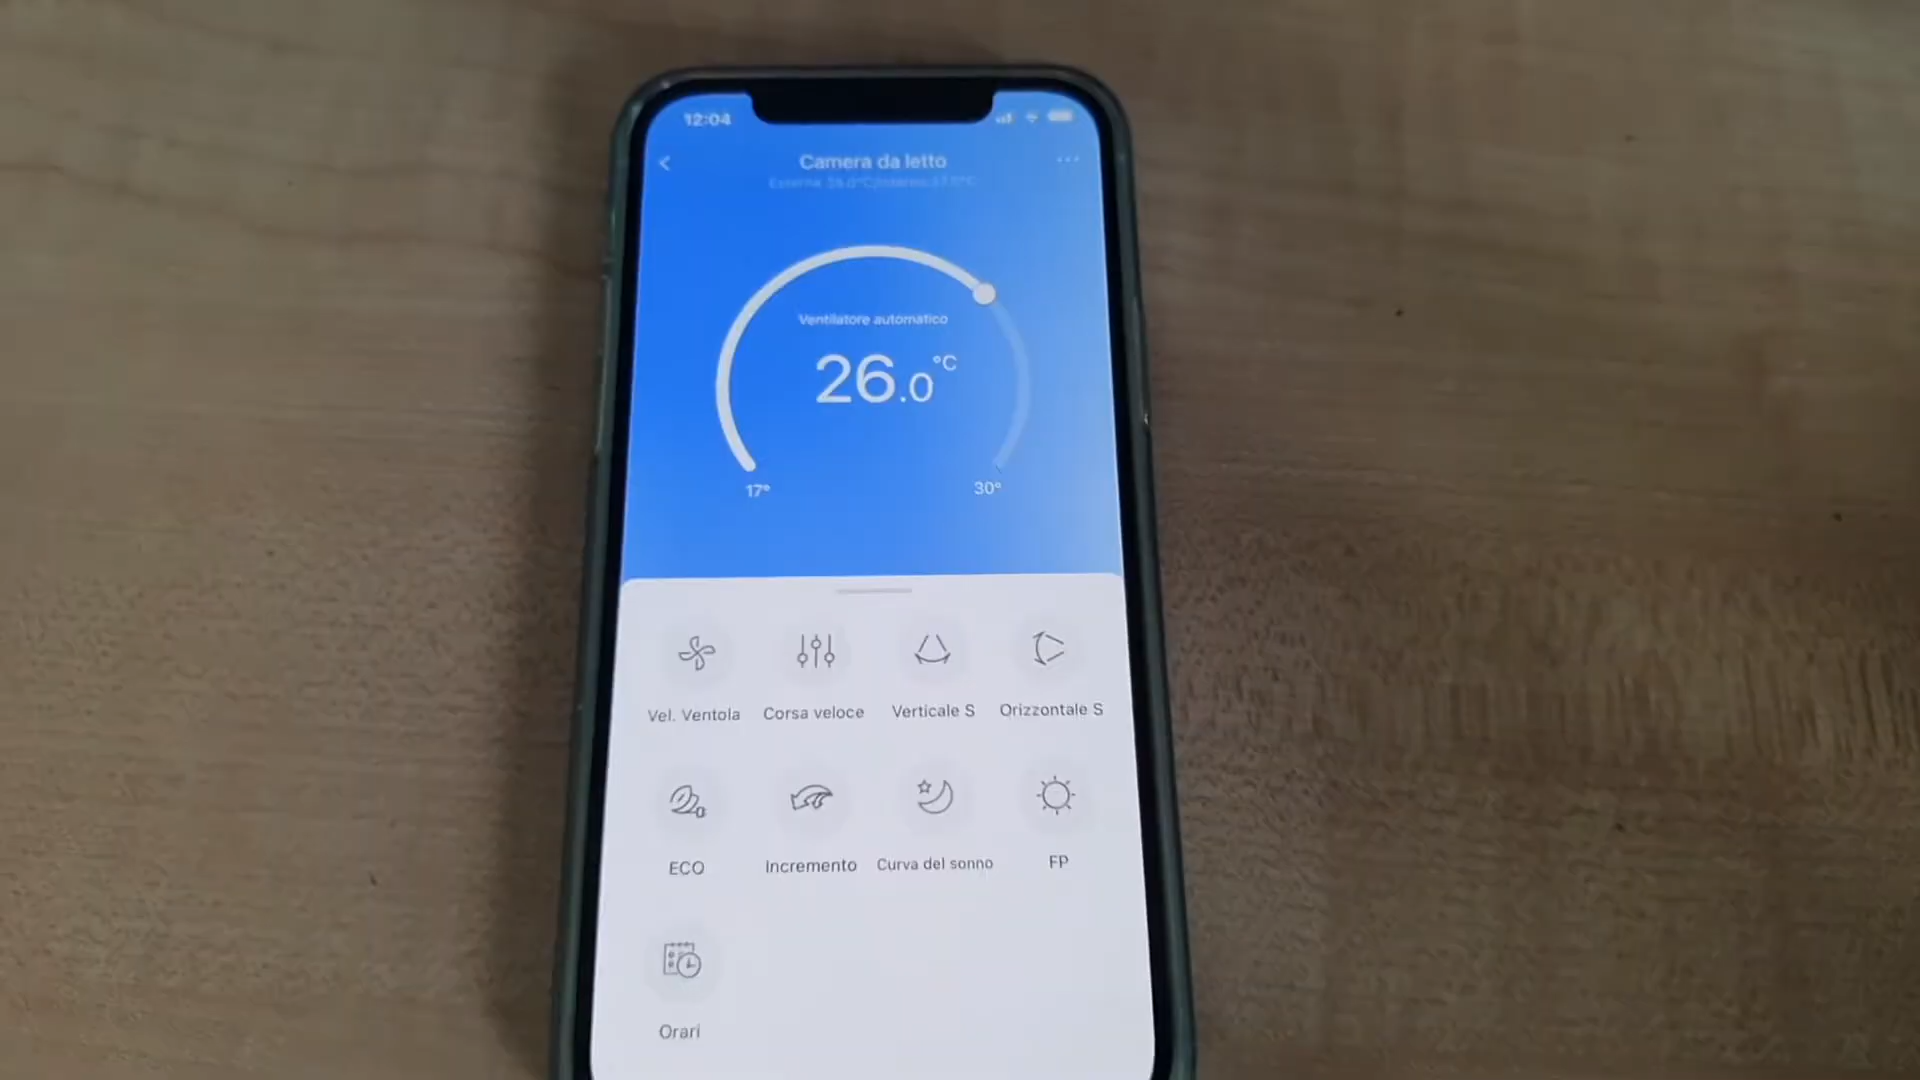 12:04
Camera da letto
Ventilatore automatico
26.0°C
17°
30°
Vel. Ventola
Corsa veloce
Verticale S
Orizzontale S
ECO
Incremento
Curva del sonno
FP
Orari